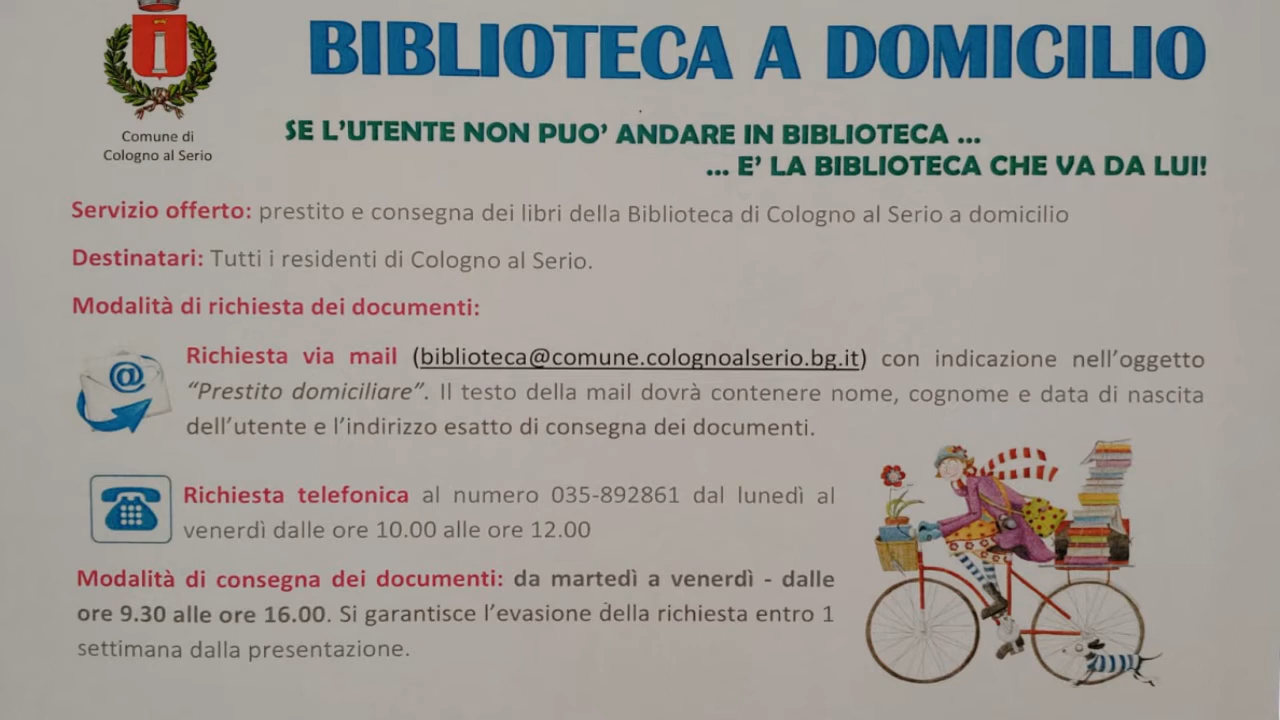 BIBLIOTECA A DOMICILIO
Comune di
Cologno al Serio
SE L'UTENTE NON PUO' ANDARE IN BIBLIOTECA ...
... E' LA BIBLIOTECA CHE VA DA LUI!
Servizio offerto: prestito e consegna dei libri della Biblioteca di Cologno al Serio a domicilio
Destinatari: Tutti i residenti di Cologno al Serio.
Modalità di richiesta dei documenti:
Richiesta via mail (biblioteca@comune.colognoalserio.bg.it) con indicazione nell'oggetto
“Prestito domiciliare”. Il testo della mail dovrà contenere nome, cognome e data di nascita
dell'utente e l'indirizzo esatto di consegna dei documenti.
Richiesta telefonica al numero 035-892861 dal lunedì al
venerdì dalle ore 10.00 alle ore 12.00
Modalità di consegna dei documenti: da martedì a venerdì - dalle
ore 9.30 alle ore 16.00. Si garantisce l'evasione della richiesta entro 1
settimana dalla presentazione.